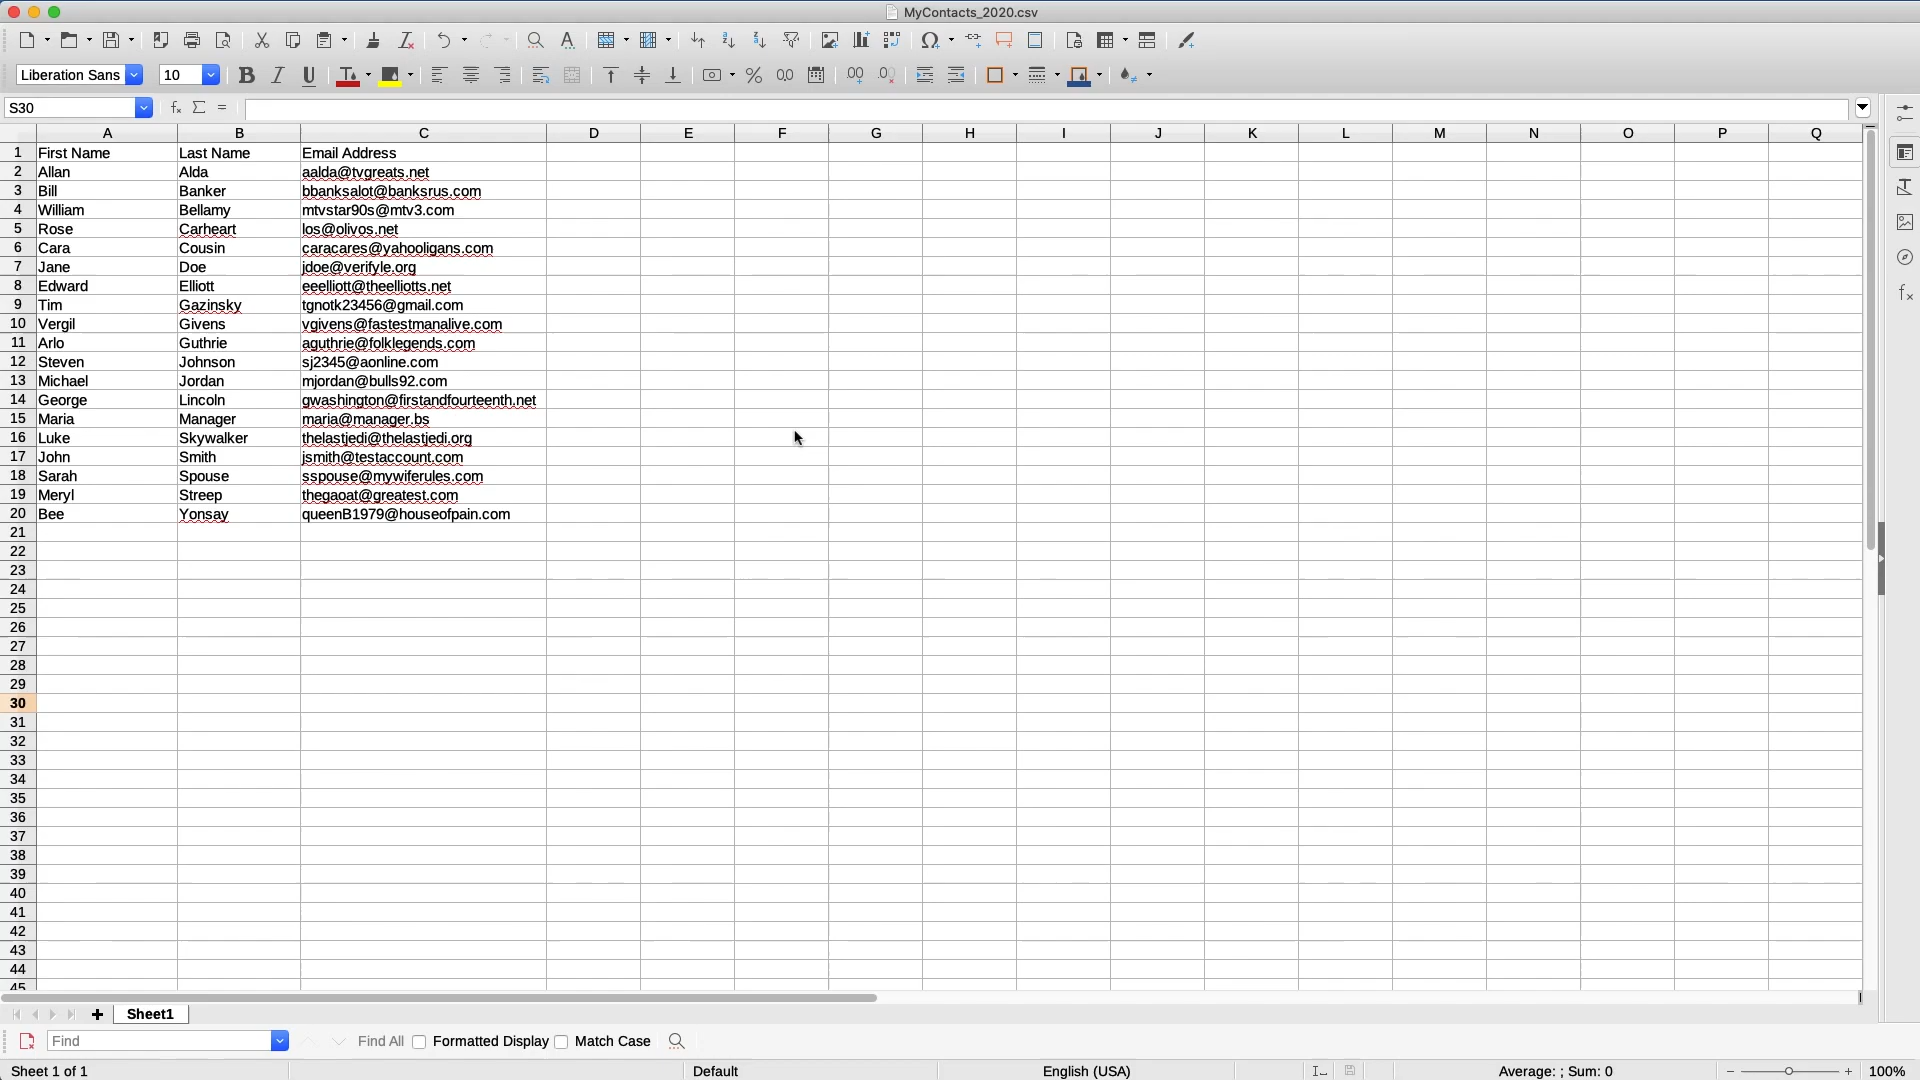 MyContacts_2020.csv
Liberation Sans 10
S30
A B C D E F G H I J K L M N O P Q
1 First Name Last Name Email Address
2 Allan Alda aalda@tvgreats.net
3 Bill Banker bbanksalot@banksrus.com
4 William Bellamy mtvstar90s@mtv3.com
5 Rose Carheart los@olivos.net
6 Cara Cousin caracares@yahooligans.com
7 Jane Doe jdoe@verifyle.org
8 Edward Elliott eeelliott@theelliotts.net
9 Tim Gazinsky tgnotk23456@gmail.com
10 Vergil Givens vgivens@fastestmanalive.com
11 Arlo Guthrie aguthrie@folklegends.com
12 Steven Johnson sj2345@aonline.com
13 Michael Jordan mjordan@bulls92.com
14 George Lincoln gwashington@firstandfourteenth.net
15 Maria Manager maria@manager.bs
16 Luke Skywalker thelastjedi@thelastjedi.org
17 John Smith jsmith@testaccount.com
18 Sarah Spouse sspouse@mywiferules.com
19 Meryl Streep thegaoat@greatest.com
20 Bee Yonsay queenB1979@houseofpain.com
21
22
23
24
25
26
27
28
29
30
31
32
33
34
35
36
37
38
39
40
41
42
43
44
45
Sheet1
Find Find All Formatted Display Match Case
Sheet 1 of 1 Default English (USA) Average: ; Sum: 0 100%